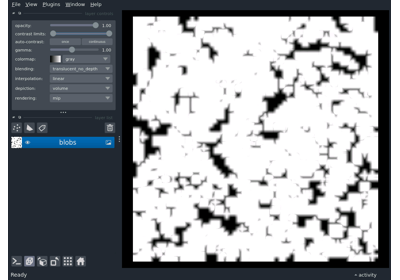 File View Plugins Window Help
opacity: 1.00
contrast limits:
auto-contrast: once continuous
gamma: 1.00
colormap: gray
blending: translucent_no_depth
interpolation: linear
depiction: volume
rendering: mip
blobs
Ready
activity